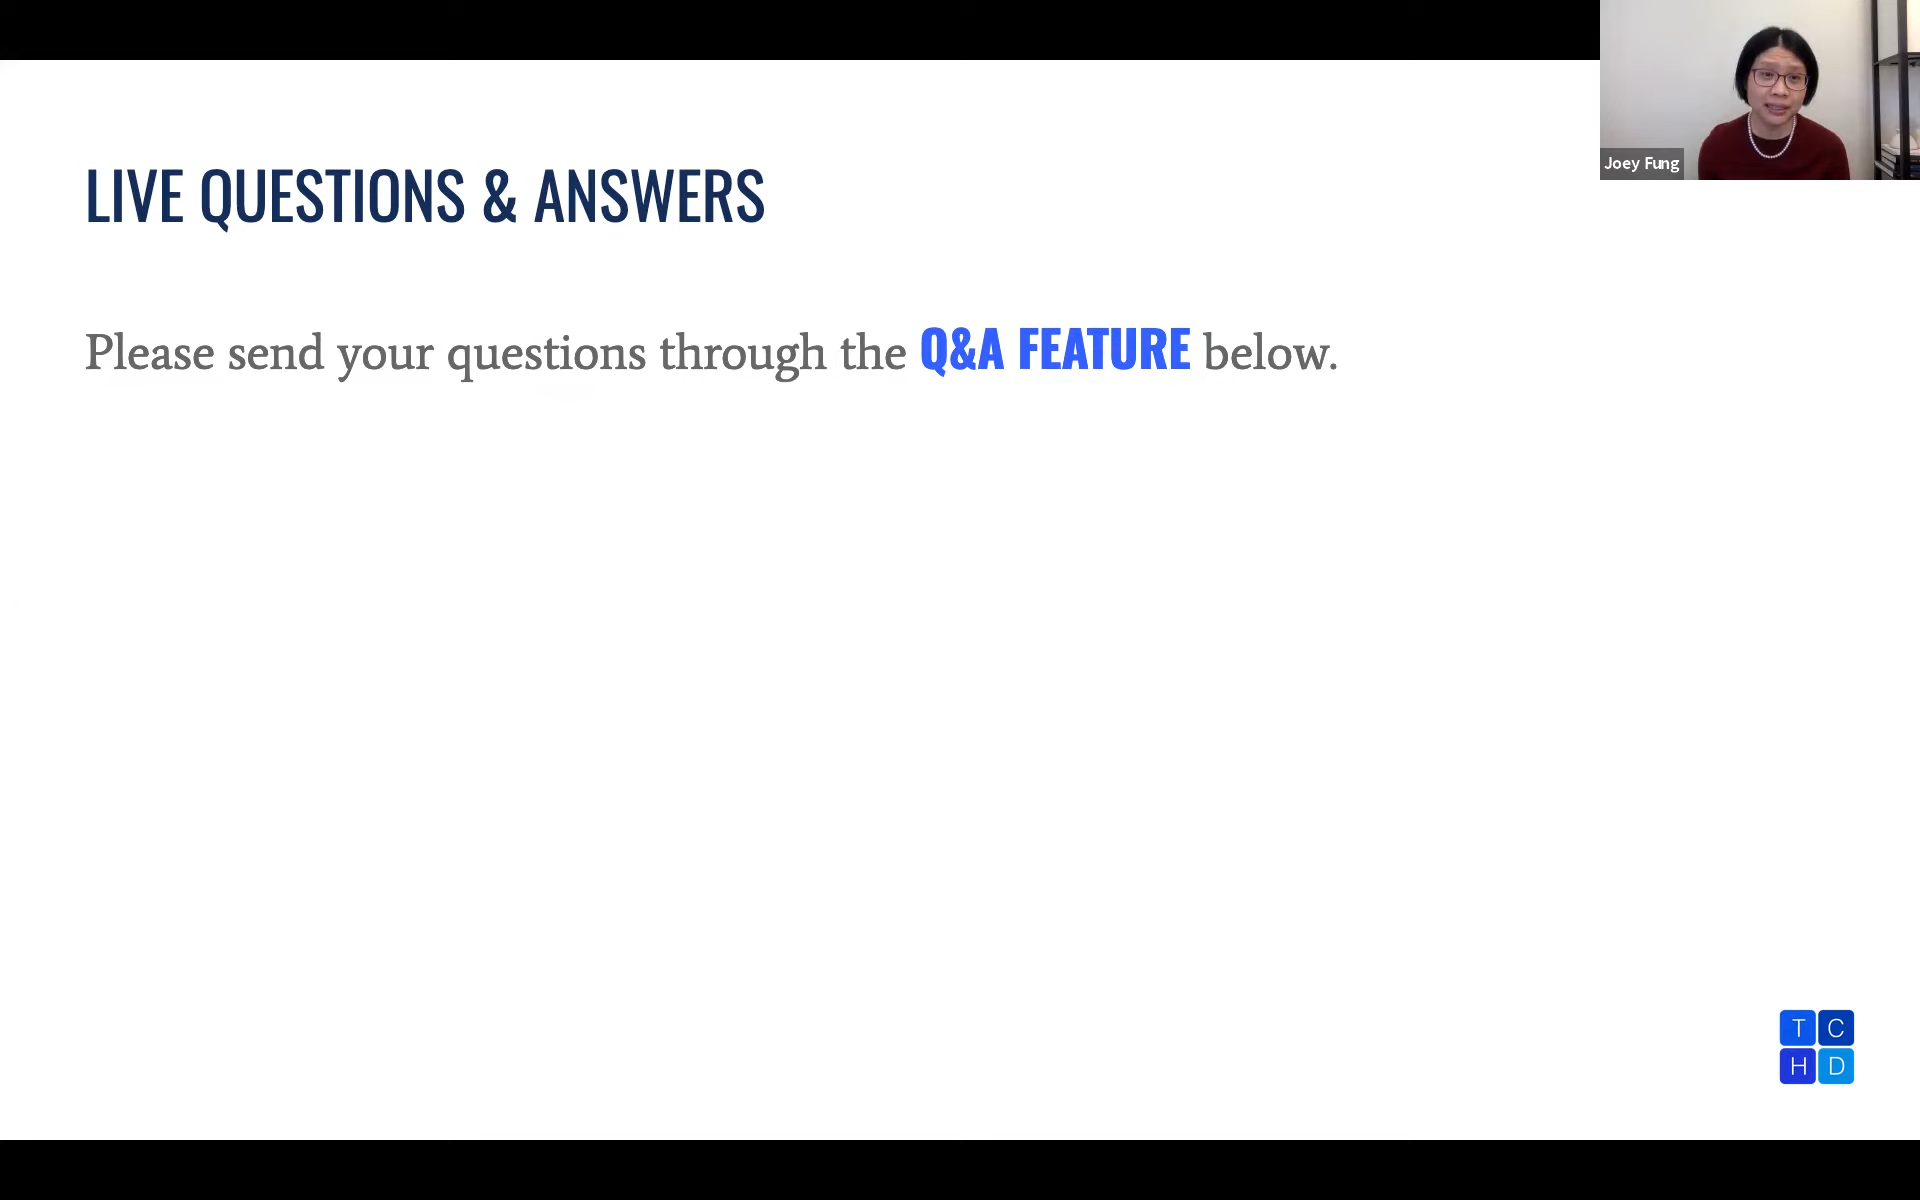 Joey Fung
LIVE QUESTIONS & ANSWERS
Please send your questions through the Q&A FEATURE below.
T C
H D